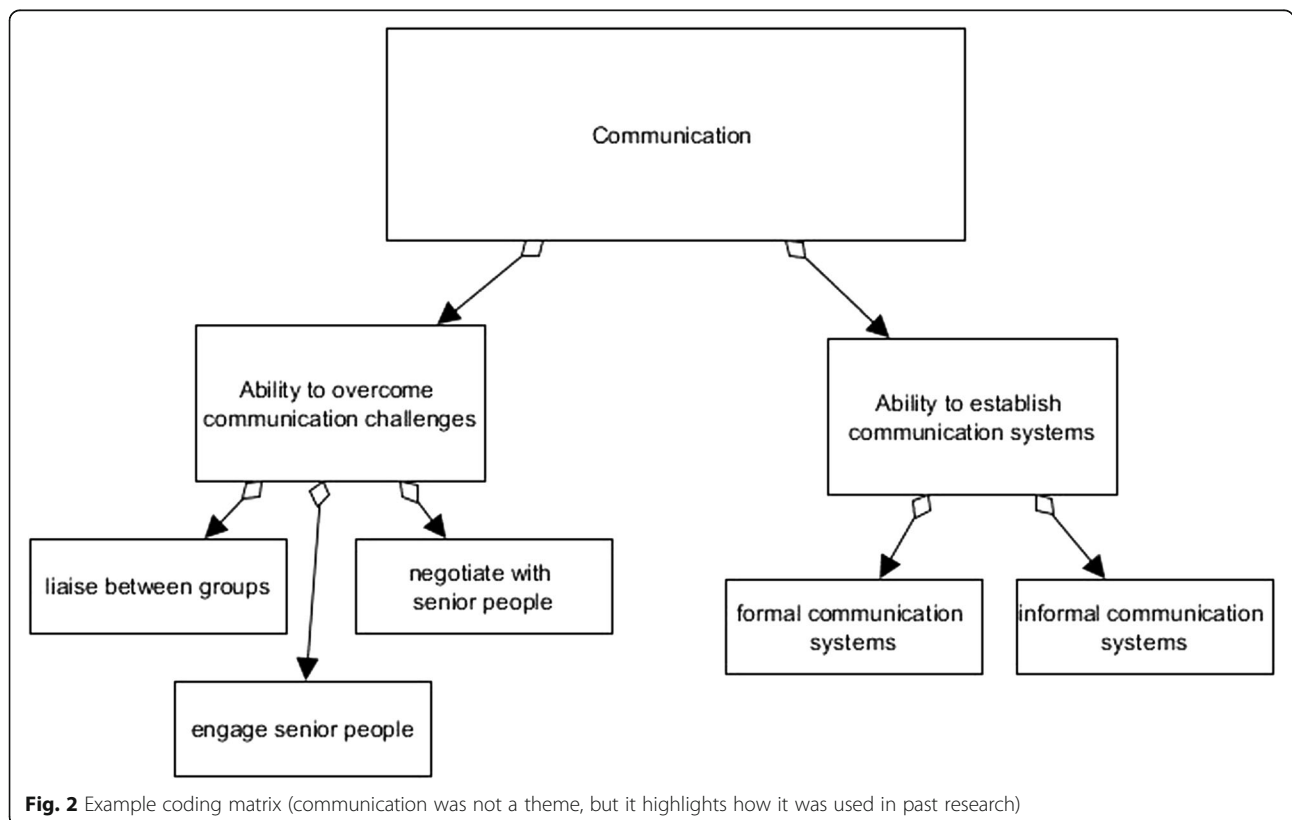 Communication
Ability to overcome
communication challenges
Ability to establish
communication systems
liaise between groups
negotiate with
senior people
engage senior people
formal communication
systems
informal communication
systems
Fig. 2 Example coding matrix (communication was not a theme, but it highlights how it was used in past research)